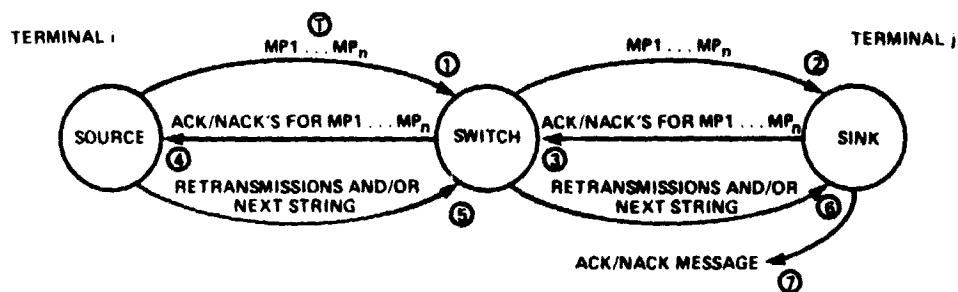 Ⓣ
TERMINAL i
MP1 . . . MPn
MP1 . . . MPn
TERMINAL j
①
②
SOURCE
ACK/NACK'S FOR MP1 . . . MPn
SWITCH
ACK/NACK'S FOR MP1 . . . MPn
SINK
④
③
RETRANSMISSIONS AND/OR
NEXT STRING
⑤
RETRANSMISSIONS AND/OR
NEXT STRING
⑥
ACK/NACK MESSAGE
⑦